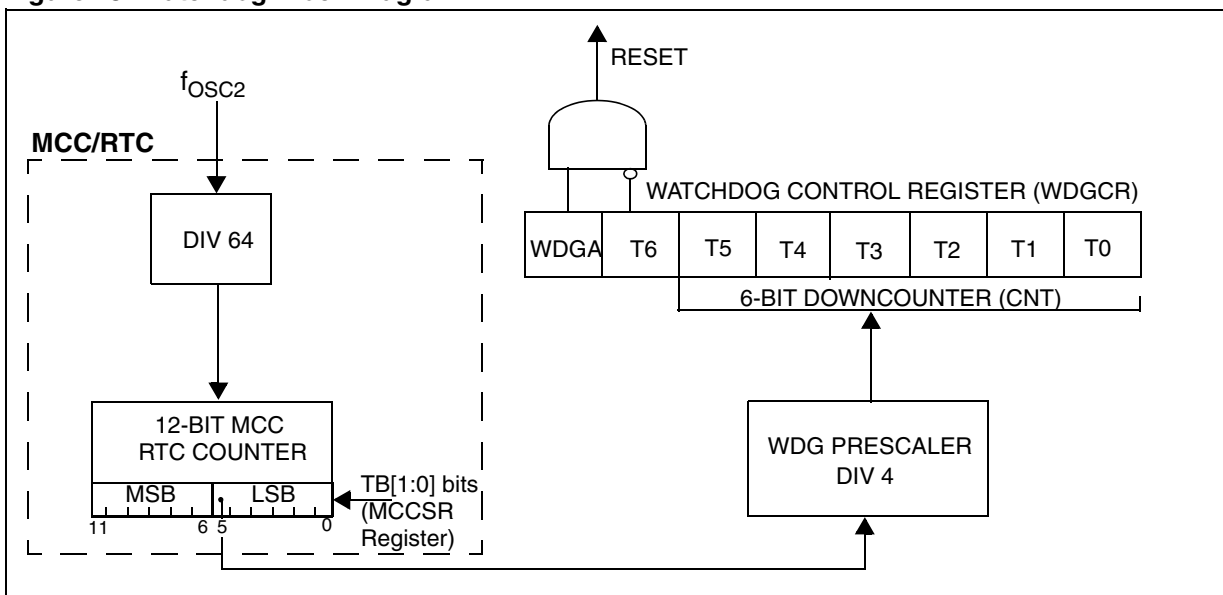 RESET
fOSC2
MCC/RTC
DIV 64
WATCHDOG CONTROL REGISTER (WDGCR)
WDGA T6 T5 T4 T3 T2 T1 T0
6-BIT DOWNCOUNTER (CNT)
12-BIT MCC
RTC COUNTER
MSB LSB
11 6 5 0
TB[1:0] bits
(MCCSR
Register)
WDG PRESCALER
DIV 4